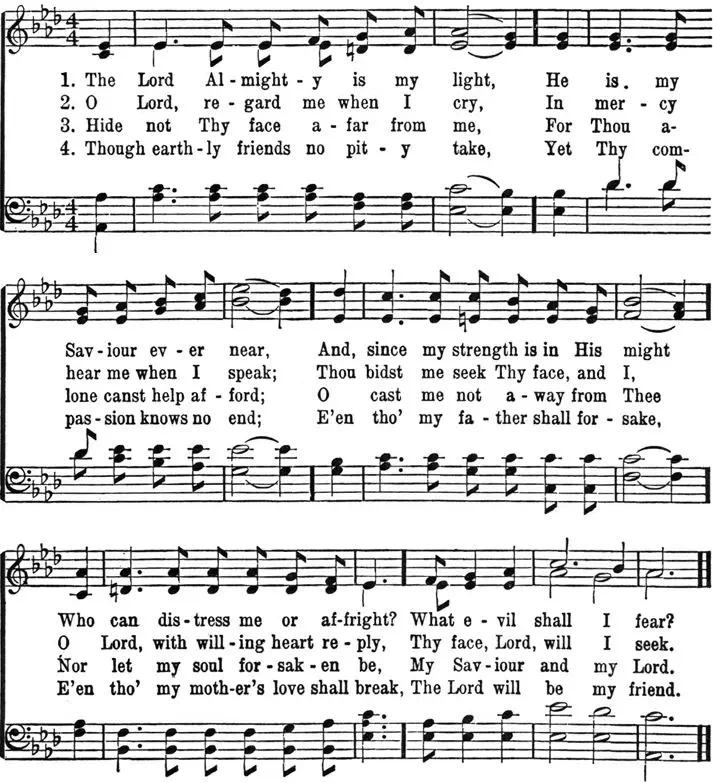 1. The Lord Al-might-y is my light, He is. my
2. O Lord, re-gard me when I cry, In mer-cy
3. Hide not Thy face a-far from me, For Thou a-
4. Though earth-ly friends no pit-y take, Yet Thy com-
Sav-iour ev-er near, And, since my strength is in His might
hear me when I speak; Thou bidst me seek Thy face, and I,
lone canst help af-ford; O cast me not a-way from Thee
pas-sion knows no end; E'en tho' my fa-ther shall for-sake,
Who can dis-tress me or af-fright? What e-vil shall I fear?
O Lord, with will-ing heart re-ply, Thy face, Lord, will I seek.
Nor let my soul for-sak-en be, My Sav-iour and my Lord.
E'en tho' my moth-er's love shall break, The Lord will be my friend.